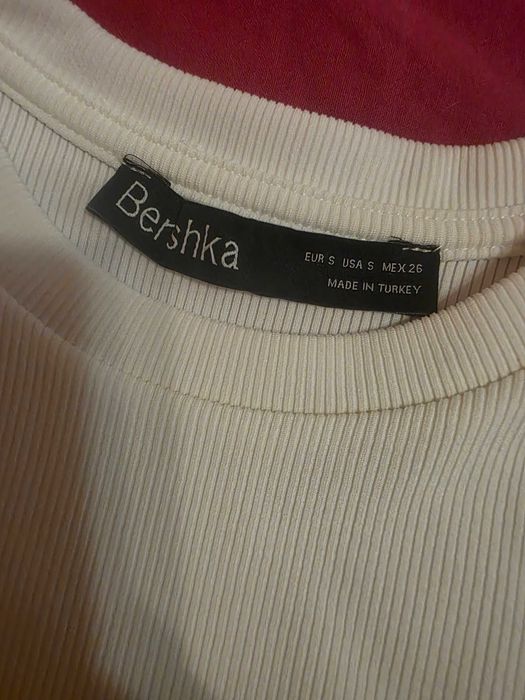 Bershka
EUR S USA S MEX 26
MADE IN TURKEY